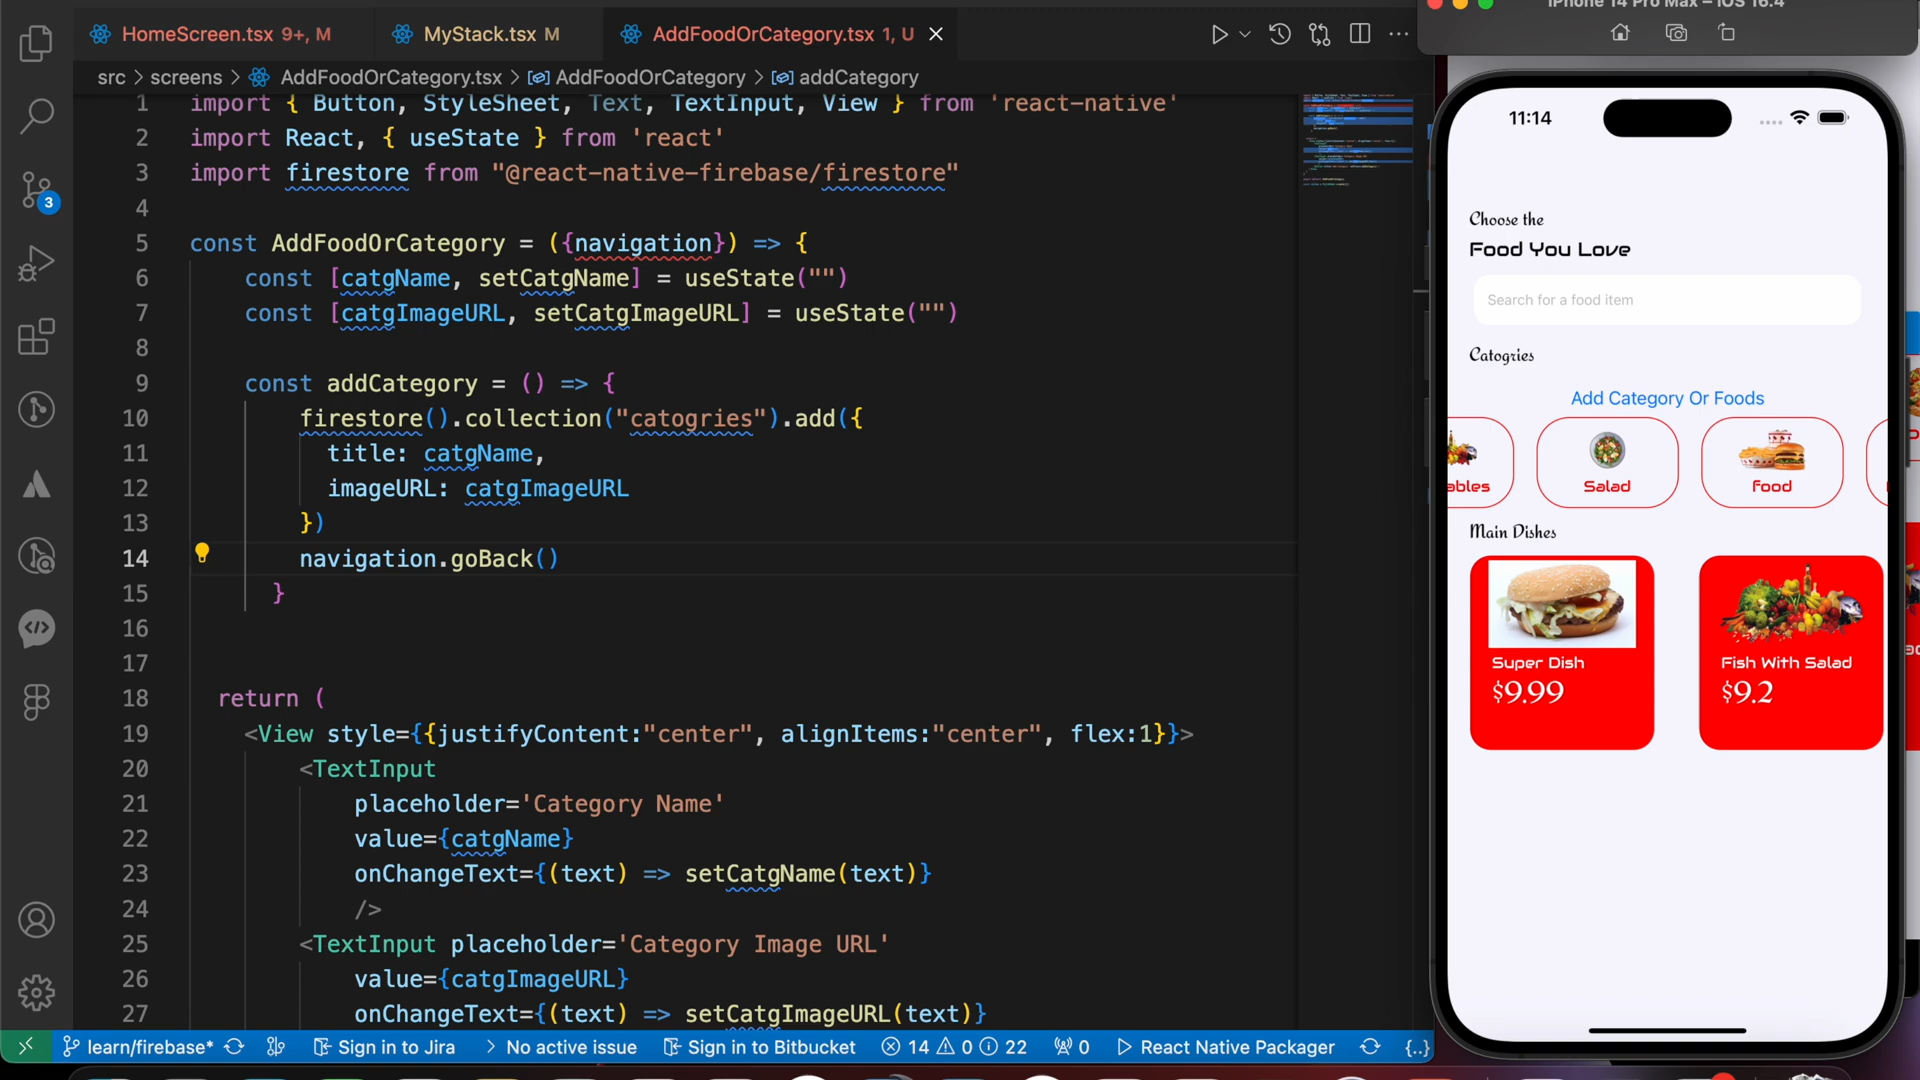 HomeScreen.tsx 9+, M
MyStack.tsx M
AddFoodOrCategory.tsx 1, U
src > screens > AddFoodOrCategory.tsx > AddFoodOrCategory > addCategory
1 import { Button, StyleSheet, Text, TextInput, View } from 'react-native'
2 import React, { useState } from 'react'
3 import firestore from "@react-native-firebase/firestore"
4
5 const AddFoodOrCategory = ({navigation}) => {
6 const [catgName, setCatgName] = useState("")
7 const [catgImageURL, setCatgImageURL] = useState("")
8
9 const addCategory = () => {
10 firestore().collection("catogries").add({
11 title: catgName,
12 imageURL: catgImageURL
13 })
14 navigation.goBack()
15 }
16
17
18 return (
19 <View style={{justifyContent:"center", alignItems:"center", flex:1}}>
20 <TextInput
21 placeholder='Category Name'
22 value={catgName}
23 onChangeText={(text) => setCatgName(text)}
24 />
25 <TextInput placeholder='Category Image URL'
26 value={catgImageURL}
27 onChangeText={(text) => setCatgImageURL(text)}
3
learn/firebase*
Sign in to Jira
No active issue
Sign in to Bitbucket
14 0 22
0
React Native Packager
{..}
iPhone 14 Pro Max – iOS 16.4
11:14
Choose the
Food You Love
Search for a food item
Catogries
Add Category Or Foods
ables
Salad
Food
Main Dishes
Super Dish
$9.99
Fish With Salad
$9.2